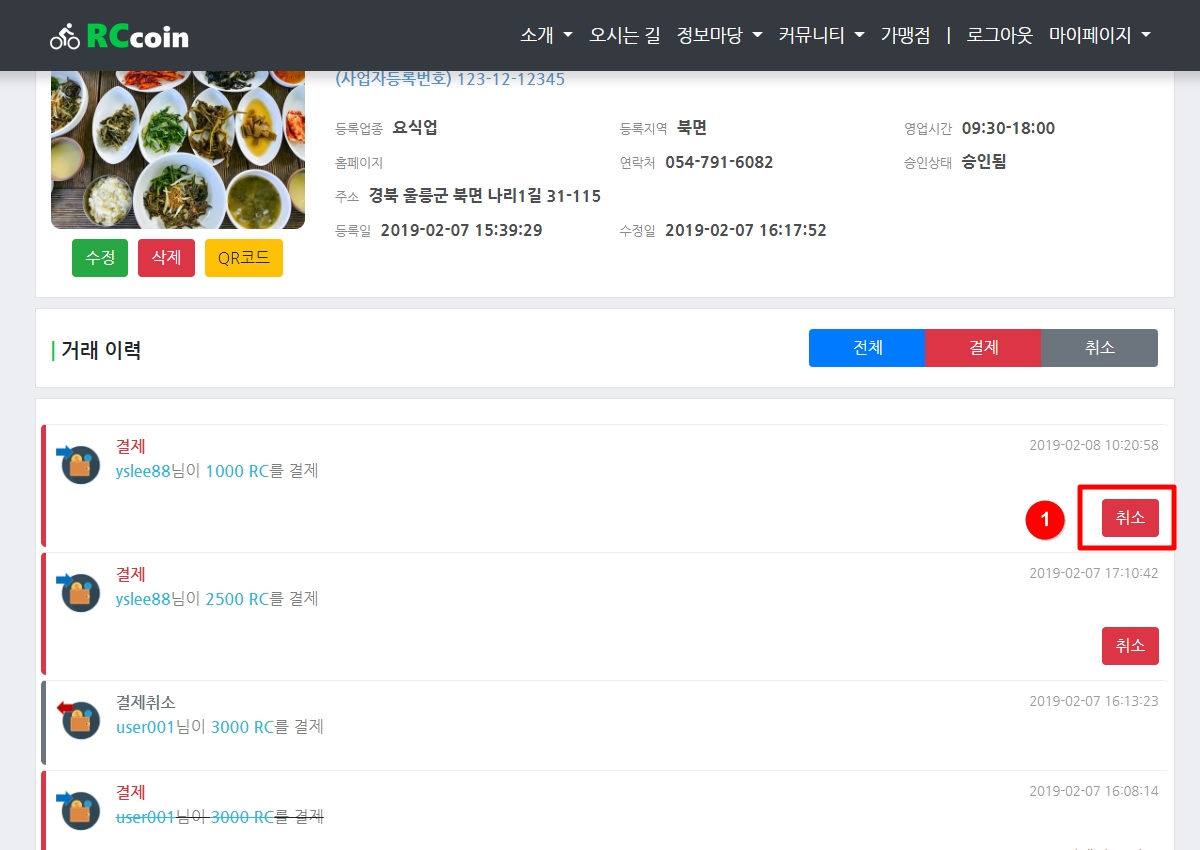 RCcoin 소개 오시는 길 정보마당 커뮤니티 가맹점 | 로그아웃 마이페이지
(사업자등록번호) 123-12-12345
등록업종 요식업 등록지역 북면 영업시간 09:30-18:00
홈페이지 연락처 054-791-6082 승인상태 승인됨
주소 경북 울릉군 북면 나리1길 31-115
등록일 2019-02-07 15:39:29 수정일 2019-02-07 16:17:52
수정 삭제 QR코드
거래 이력 전체 결제 취소
결제 2019-02-08 10:20:58
yslee88님이 1000 RC를 결제
1 취소
결제 2019-02-07 17:10:42
yslee88님이 2500 RC를 결제
취소
결제취소 2019-02-07 16:13:23
user001님이 3000 RC를 결제
결제 2019-02-07 16:08:14
user001님이 3000 RC를 결제